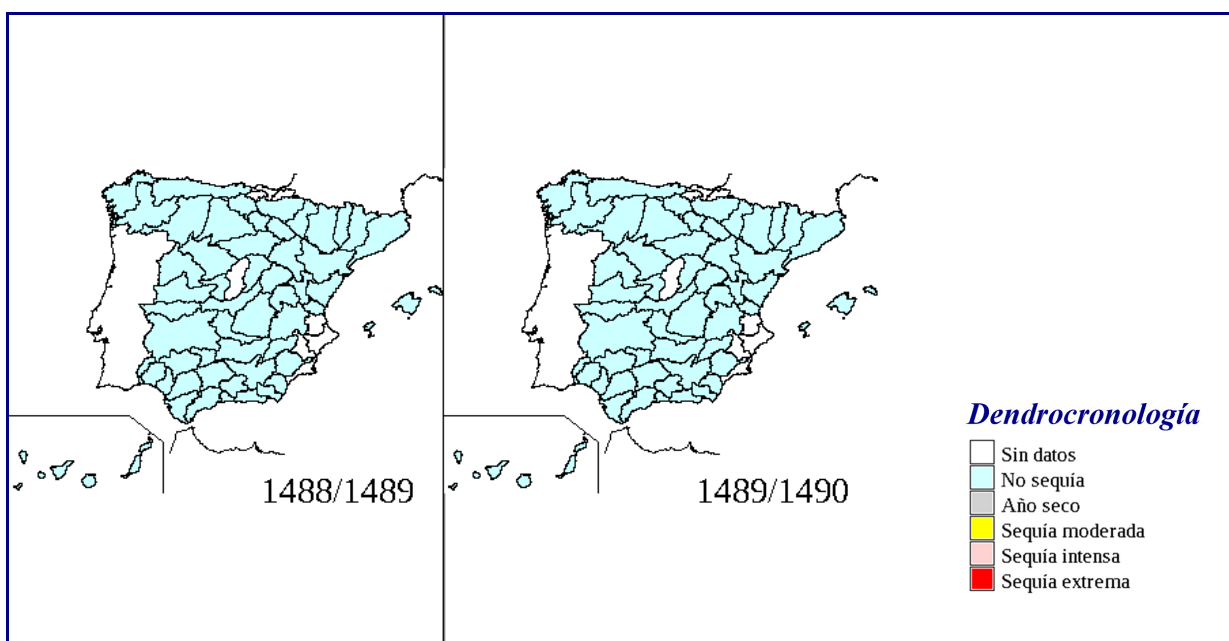 1488/1489
1489/1490
Dendrocronología
Sin datos
No sequía
Año seco
Sequía moderada
Sequía intensa
Sequía extrema